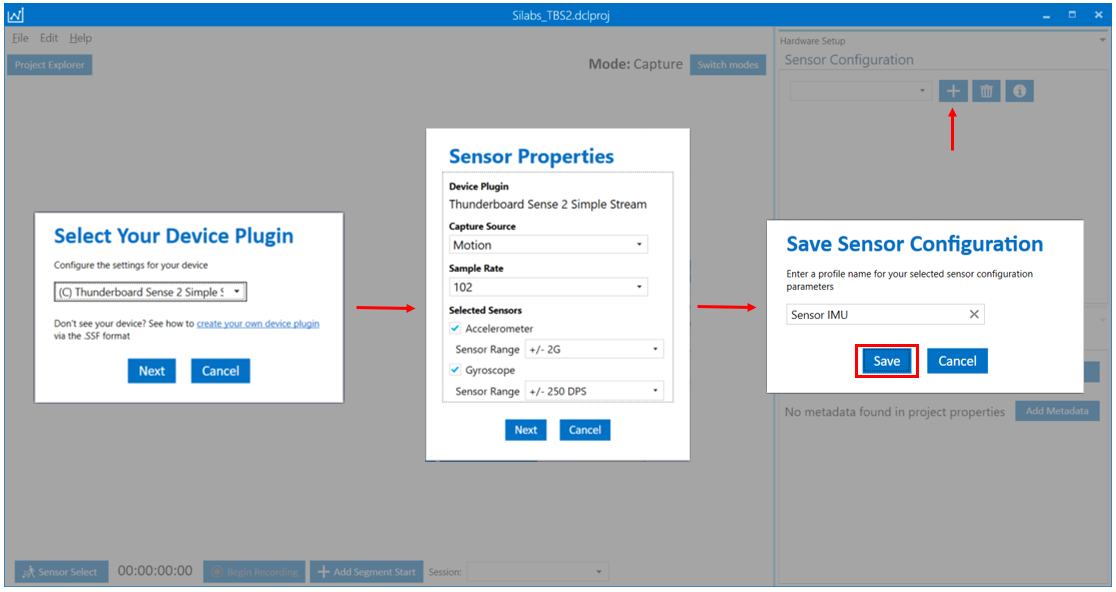 Silabs_TBS2.dclproj
File Edit Help
Project Explorer
Mode: Capture
Switch modes
Hardware Setup
Sensor Configuration
Select Your Device Plugin
Configure the settings for your device
(C) Thunderboard Sense 2 Simple S
Don't see your device? See how to create your own device plugin
via the .SSF format
Next
Cancel
Sensor Properties
Device Plugin
Thunderboard Sense 2 Simple Stream
Capture Source
Motion
Sample Rate
102
Selected Sensors
Accelerometer
Sensor Range +/- 2G
Gyroscope
Sensor Range +/- 250 DPS
Next
Cancel
Save Sensor Configuration
Enter a profile name for your selected sensor configuration
parameters
Sensor IMU
Save
Cancel
No metadata found in project properties
Add Metadata
Sensor Select
00:00:00:00
Begin Recording
Add Segment Start
Session: